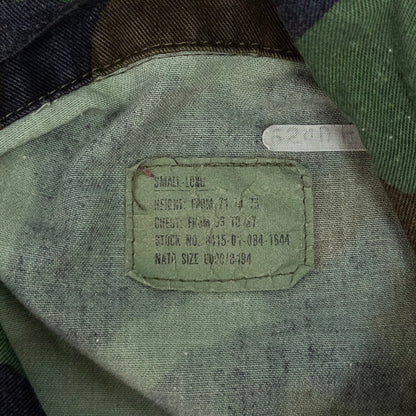 SMALL-LONG
HEIGHT: FROM 71 TO 75
CHEST: FROM 33 TO 37
STOCK NO. 8415-01-084-1644
NATO SIZE